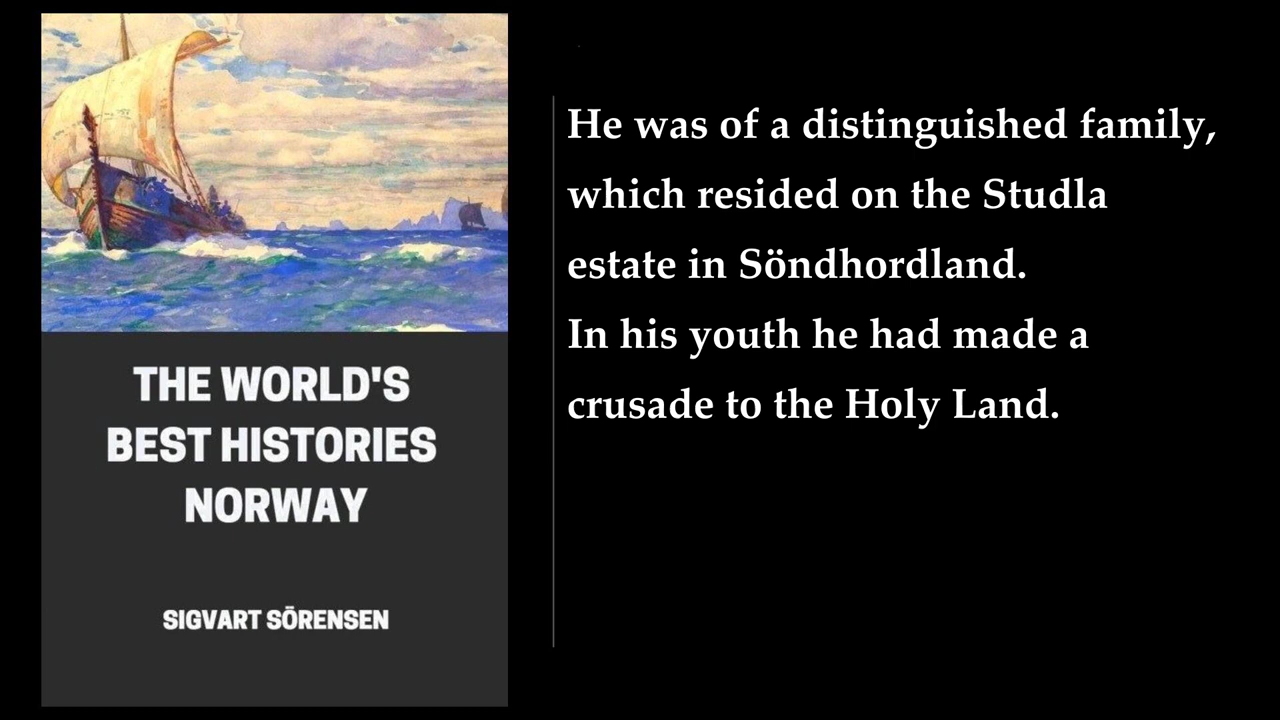 THE WORLD'S
BEST HISTORIES
NORWAY
SIGVART SÖRENSEN
He was of a distinguished family,
which resided on the Studla
estate in Söndhordland.
In his youth he had made a
crusade to the Holy Land.